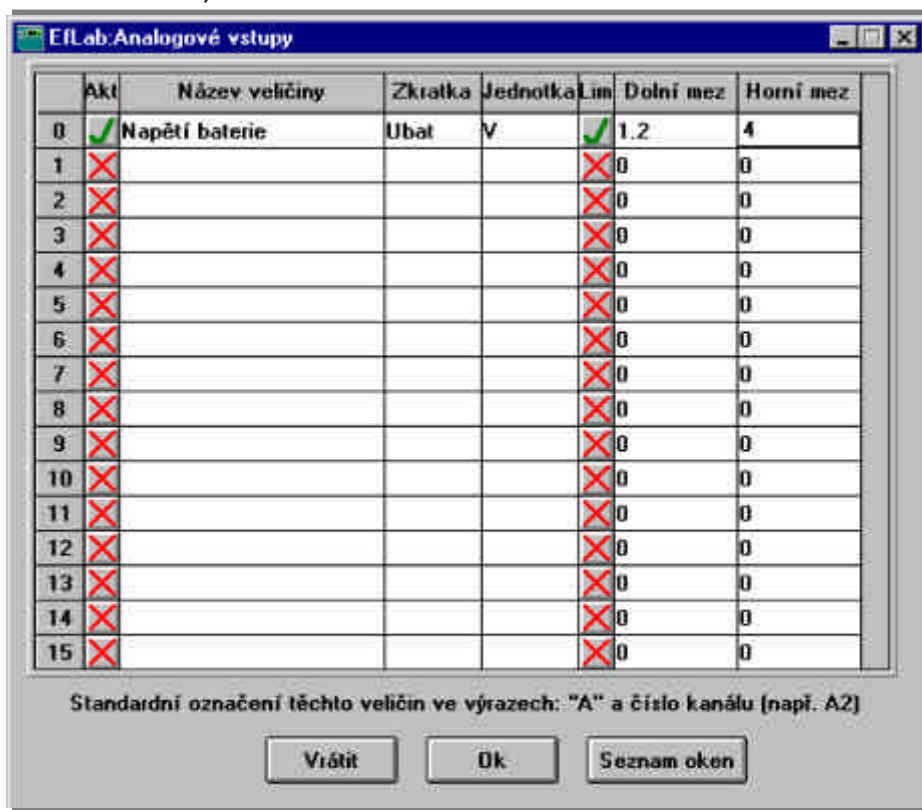 EfLab:Analogové vstupy
Akt Název veličiny Zkratka Jednotka Lim Dolní mez Horní mez
0 Napětí baterie Ubat V 1.2 4
1 0 0
2 0 0
3 0 0
4 0 0
5 0 0
6 0 0
7 0 0
8 0 0
9 0 0
10 0 0
11 0 0
12 0 0
13 0 0
14 0 0
15 0 0
Standardní označení těchto veličin ve výrazech: "A" a číslo kanálu (např. A2)
Vrátit Ok Seznam oken